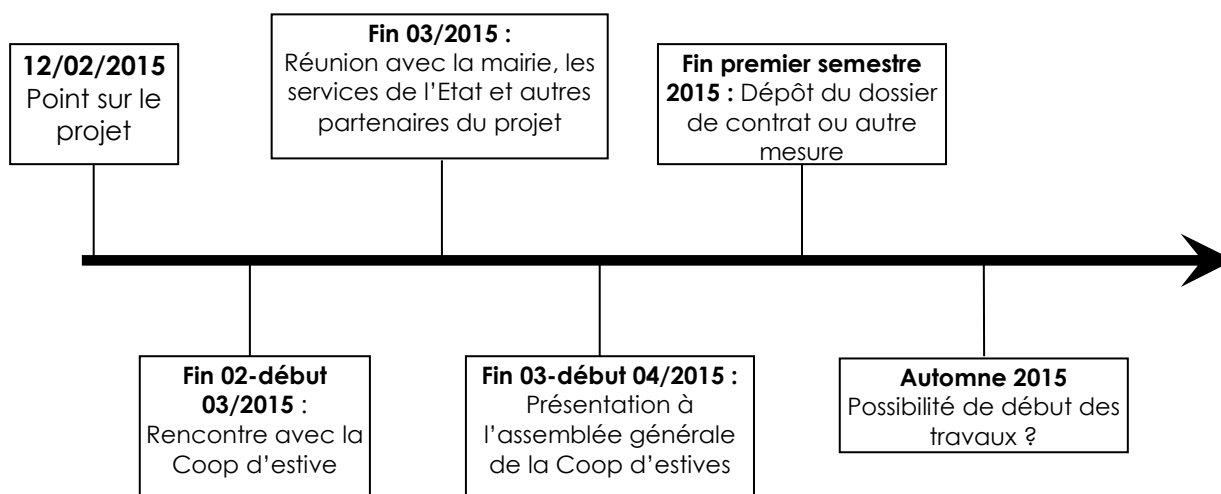 12/02/2015
Point sur le
projet
Fin 02-début
03/2015 :
Rencontre avec la
Coop d'estive
Fin 03/2015 :
Réunion avec la mairie, les
services de l'Etat et autres
partenaires du projet
Fin 03-début 04/2015 :
Présentation à
l'assemblée générale
de la Coop d'estives
Fin premier semestre
2015 : Dépôt du dossier
de contrat ou autre
mesure
Automne 2015
Possibilité de début des
travaux ?